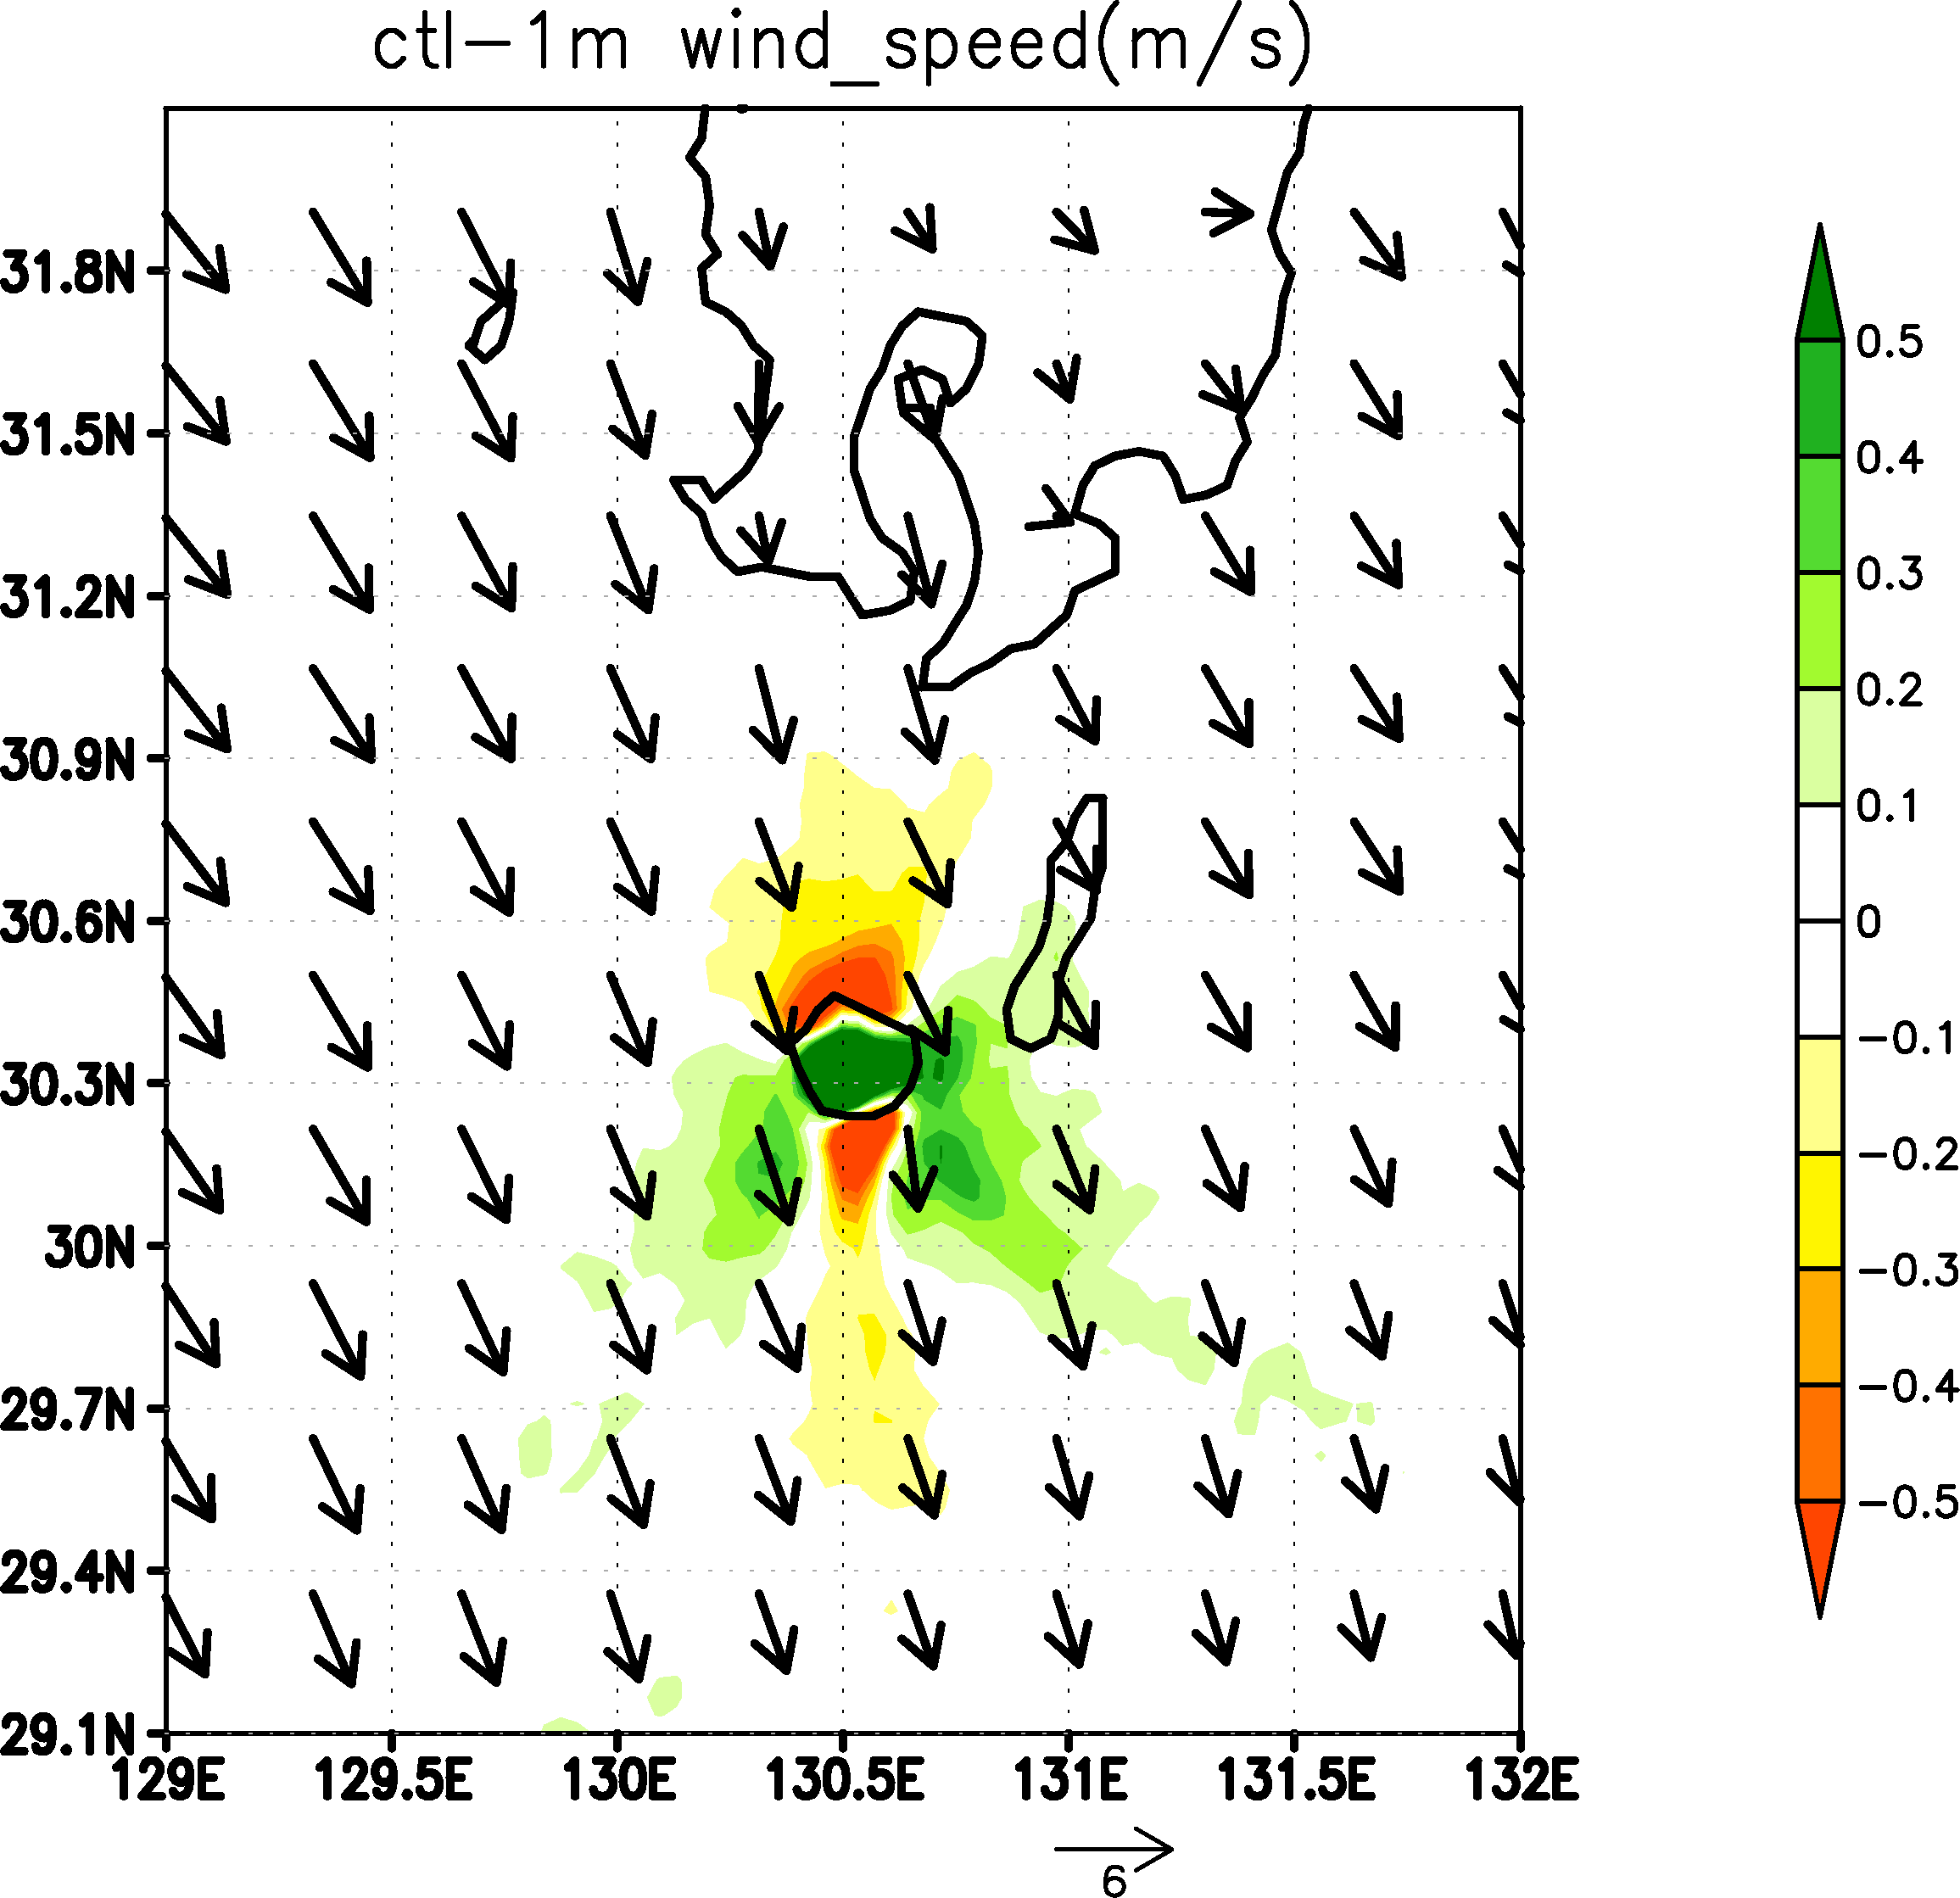 ctl-1m wind_speed(m/s)
31.8N
31.5N
31.2N
30.9N
30.6N
30.3N
30N
29.7N
29.4N
29.1N
129E 129.5E 130E 130.5E 131E 131.5E 132E
6
0.5
0.4
0.3
0.2
0.1
0
-0.1
-0.2
-0.3
-0.4
-0.5